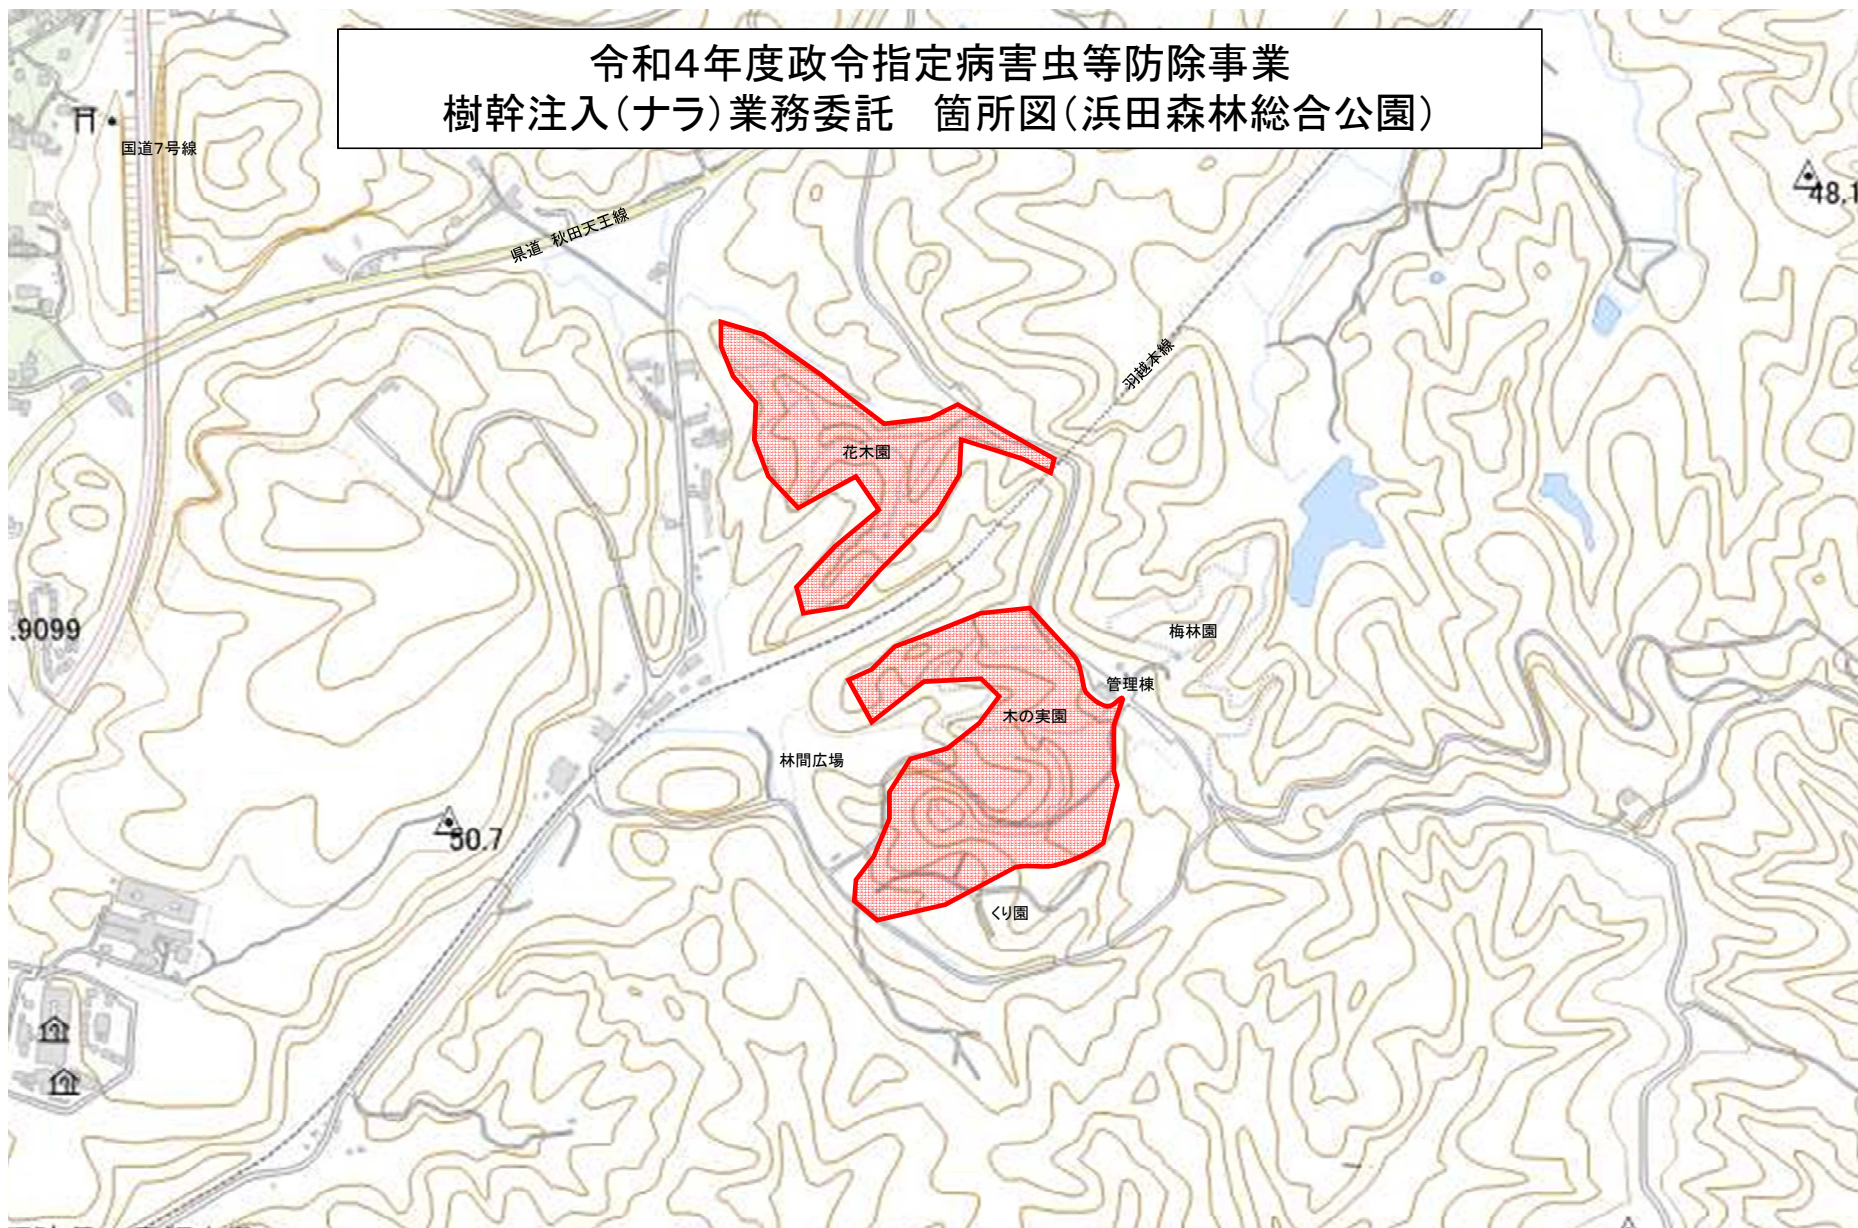 令和4年度政令指定病害虫等防除事業
樹幹注入(ナラ)業務委託　箇所図(浜田森林総合公園)
国道7号線
48.1
県道　秋田天王線
羽越本線
花木園
.9099
梅林園
管理棟
木の実園
林間広場
50.7
くり園